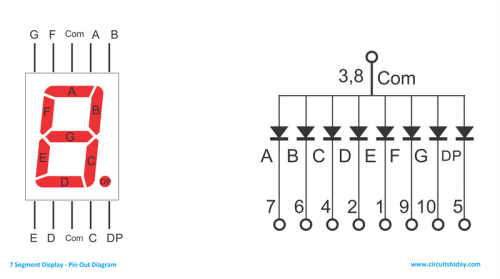 G F Com A B
A
F B
G
E C
D DP
E D Com C DP
3,8 Com
A B C D E F G DP
7 6 4 2 1 9 10 5
7 Segment Display - Pin Out Diagram
www.circuitstoday.com